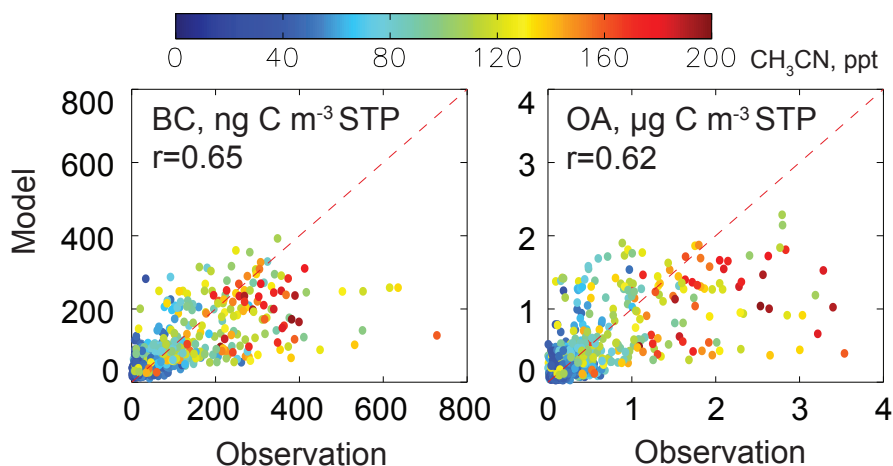 0 40 80 120 160 200 CH₃CN, ppt
BC, ng C m⁻³ STP
r=0.65
Model
800
600
400
200
0
0 200 400 600 800
Observation
OA, µg C m⁻³ STP
r=0.62
4
3
2
1
0
0 1 2 3 4
Observation